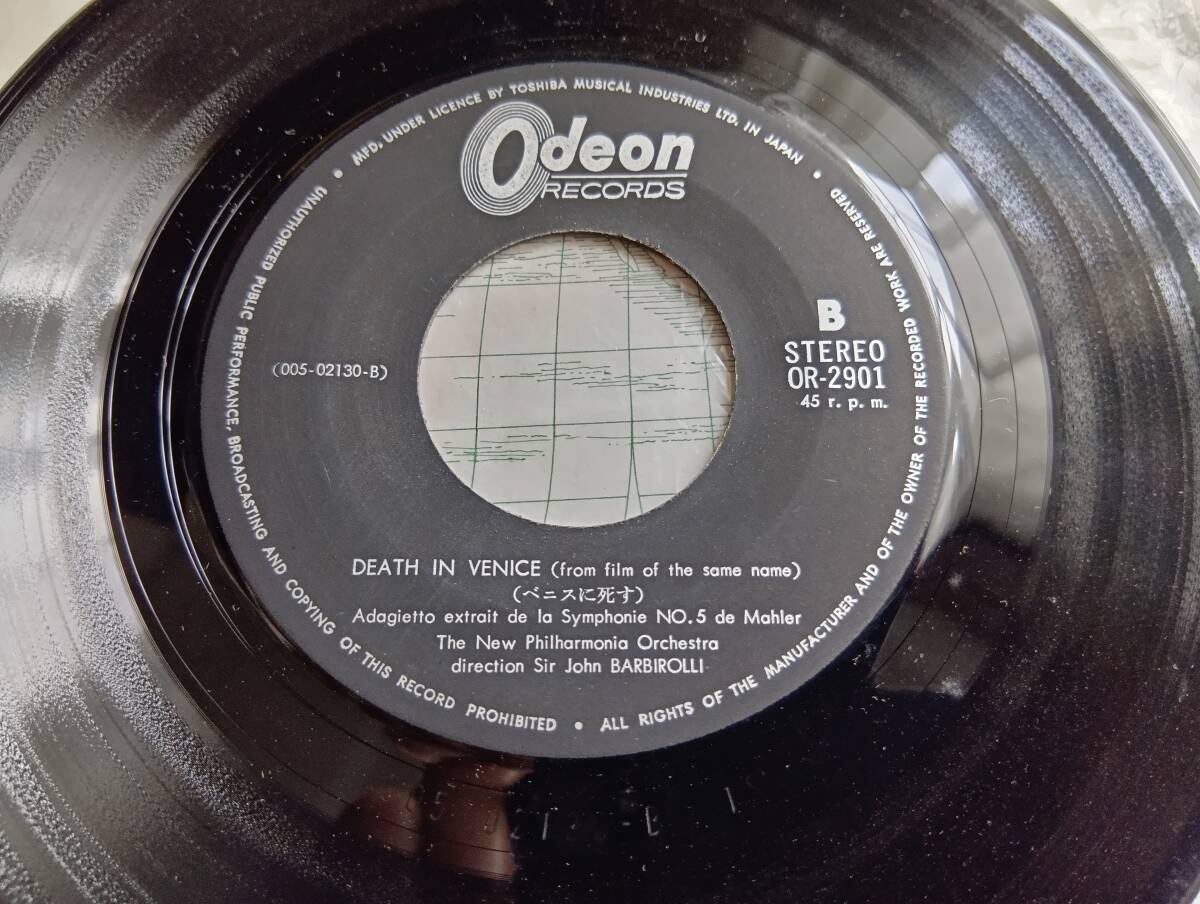 MFD. UNDER LICENCE BY TOSHIBA MUSICAL INDUSTRIES LTD. IN JAPAN •
Odeon
RECORDS
B
STEREO
OR-2901
45 r. p. m.
(005-02130-B)
DEATH IN VENICE (from film of the same name)
(ベニスに死す)
Adagietto extrait de la Symphonie NO.5 de Mahler
The New Philharmonia Orchestra
direction Sir John BARBIROLLI
UNAUTHORIZED PUBLIC PERFORMANCE, BROADCASTING AND COPYING OF THIS RECORD PROHIBITED •
ALL RIGHTS OF THE MANUFACTURER AND OF THE OWNER OF THE RECORDED WORK ARE RESERVED •